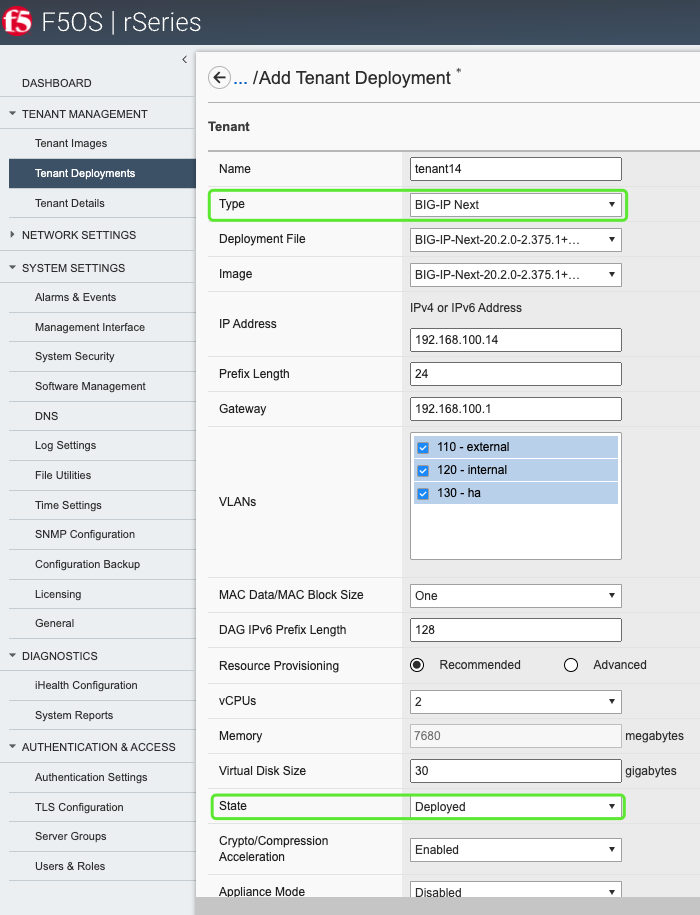 f5 F5OS | rSeries
DASHBOARD
TENANT MANAGEMENT
Tenant Images
Tenant Deployments
Tenant Details
NETWORK SETTINGS
SYSTEM SETTINGS
Alarms & Events
Management Interface
System Security
Software Management
DNS
Log Settings
File Utilities
Time Settings
SNMP Configuration
Configuration Backup
Licensing
General
DIAGNOSTICS
iHealth Configuration
System Reports
AUTHENTICATION & ACCESS
Authentication Settings
TLS Configuration
Server Groups
Users & Roles
... /Add Tenant Deployment *
Tenant
Name tenant14
Type BIG-IP Next
Deployment File BIG-IP-Next-20.2.0-2.375.1+...
Image BIG-IP-Next-20.2.0-2.375.1+...
IPv4 or IPv6 Address
IP Address 192.168.100.14
Prefix Length 24
Gateway 192.168.100.1
VLANs
110 - external
120 - internal
130 - ha
MAC Data/MAC Block Size One
DAG IPv6 Prefix Length 128
Resource Provisioning Recommended Advanced
vCPUs 2
Memory 7680 megabytes
Virtual Disk Size 30 gigabytes
State Deployed
Crypto/Compression
Acceleration Enabled
Appliance Mode Disabled